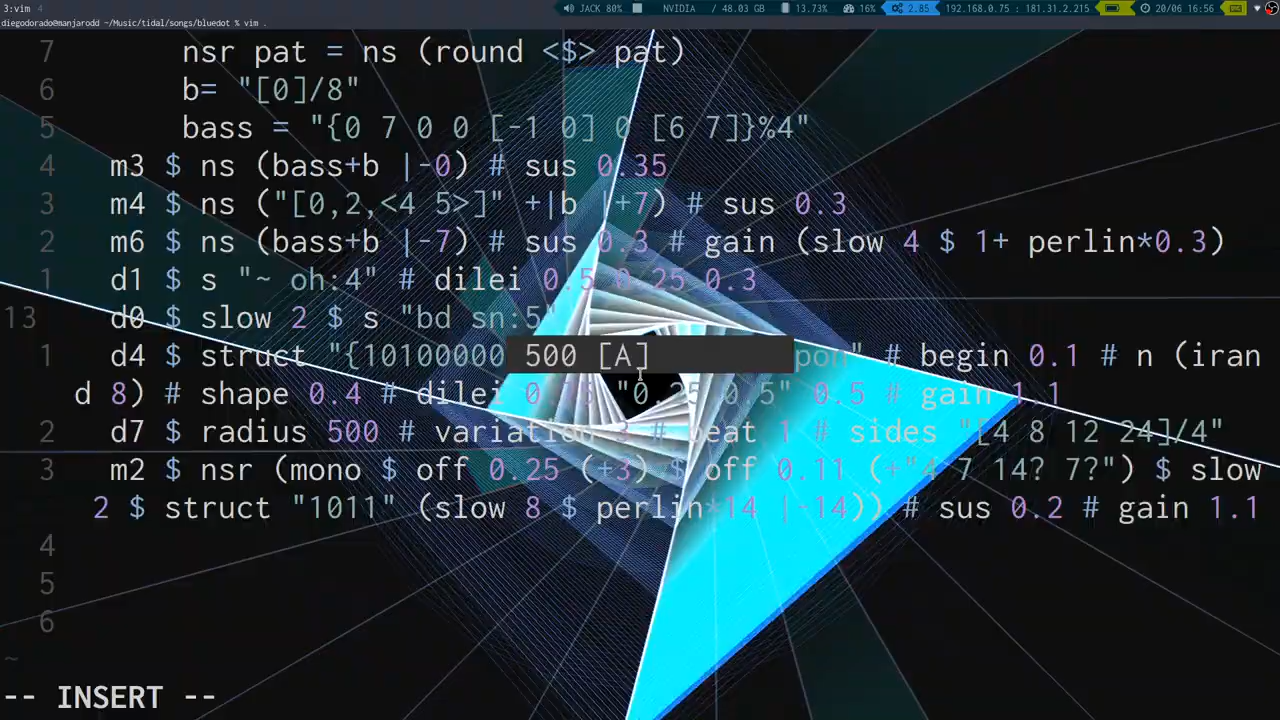 3:vim 4 JACK 80% NVIDIA / 48.03 GB 13.73% 16% 2.85 192.168.0.75 : 181.31.2.215 20/06 16:56
diegodorado@manjarodd ~/Music/tidal/songs/bluedot % vim .
7 nsr pat = ns (round <$> pat)
6 b= "[0]/8"
5 bass = "{0 7 0 0 [-1 0] 0 [6 7]}%4"
4 m3 $ ns (bass+b |-0) # sus 0.35
3 m4 $ ns ("[0,2,<4 5>]" +|b |+7) # sus 0.3
2 m6 $ ns (bass+b |-7) # sus 0.3 # gain (slow 4 $ 1+ perlin*0.3)
1 d1 $ s "~ oh:4" # dilei 0.5 0.25 0.3
13 d0 $ slow 2 $ s "bd sn:5"
1 d4 $ struct "{10100000 500 [A] pon" # begin 0.1 # n (iran
d 8) # shape 0.4 # dilei "0.25 0.5" 0.5 # gain 1.1
2 d7 $ radius 500 # variation 3 # beat 1 # sides "[4 8 12 24]/4"
3 m2 $ nsr (mono $ off 0.25 (+3) $ off 0.11 (+"4 7 14? 7?") $ slow
2 $ struct "1011" (slow 8 $ perlin*14 |-14)) # sus 0.2 # gain 1.1
4
5
6
~
-- INSERT --